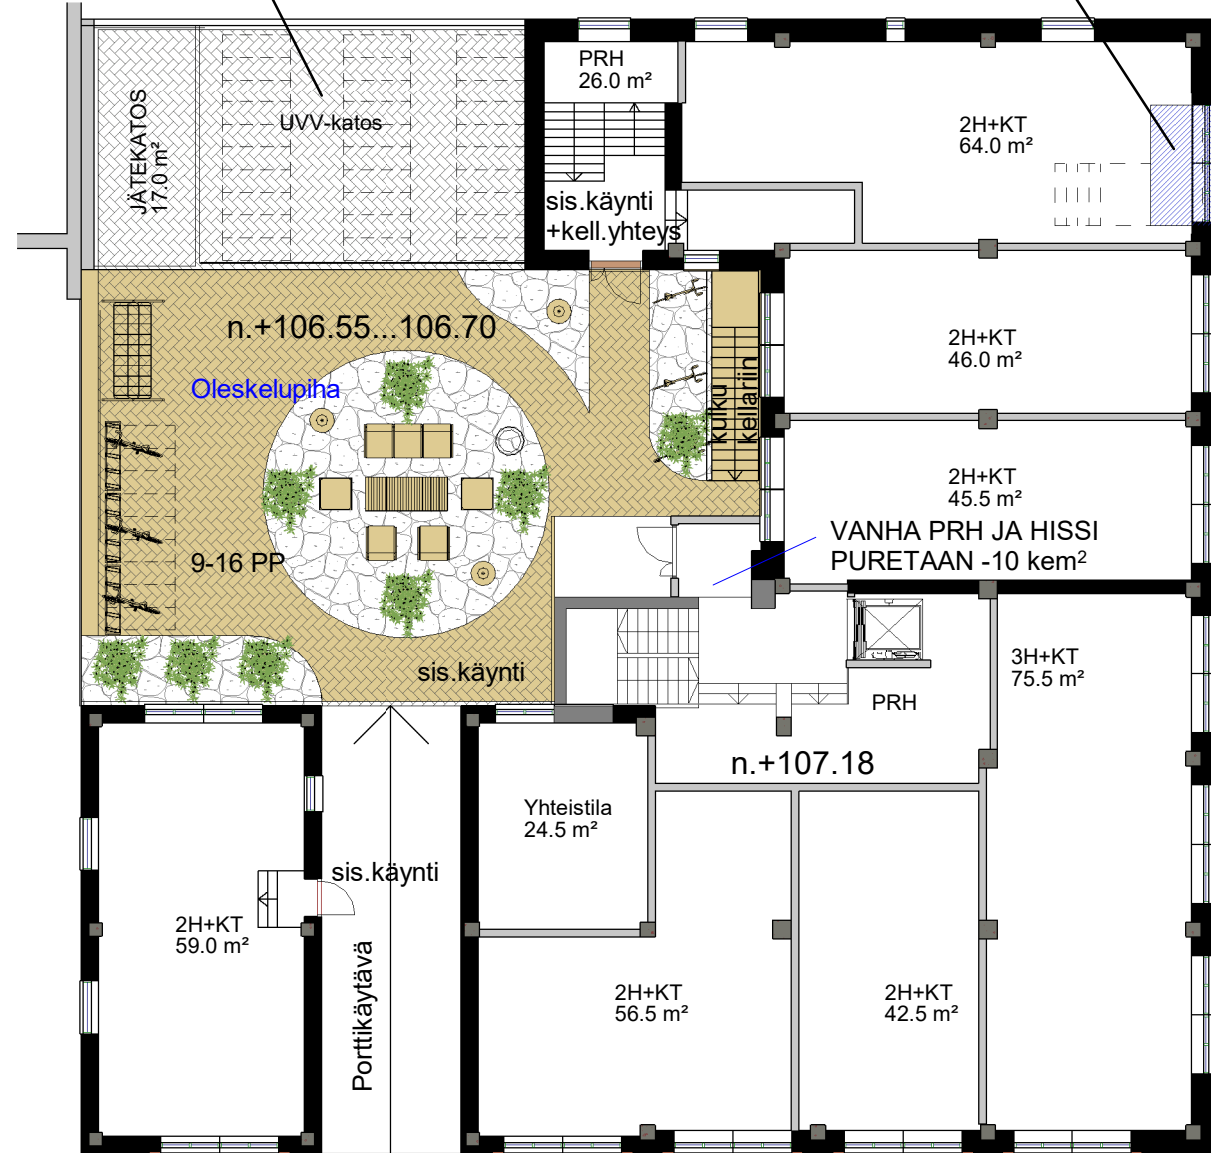 PRH
26.0 m²
UVV-katos
JÄTEKATOS
17.0 m²
2H+KT
64.0 m²
sis.käynti
+kell.yhteys
n.+106.55...106.70
2H+KT
46.0 m²
Oleskelupiha
kulku
kellariin
2H+KT
45.5 m²
VANHA PRH JA HISSI
PURETAAN -10 kem²
9-16 PP
sis.käynti
3H+KT
75.5 m²
PRH
n.+107.18
Yhteistila
24.5 m²
sis.käynti
2H+KT
59.0 m²
Porttikäytävä
2H+KT
56.5 m²
2H+KT
42.5 m²